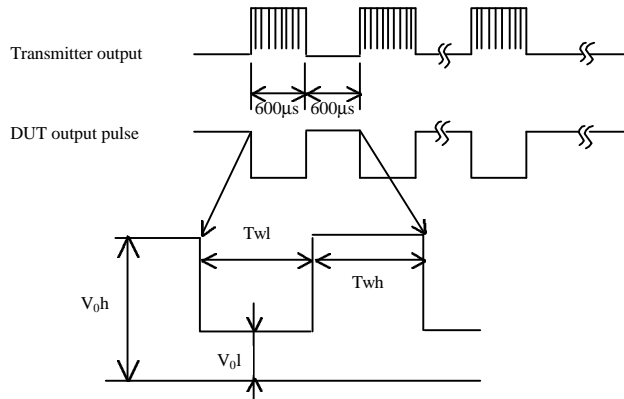 Transmitter output
600μs 600μs
DUT output pulse
Twl
Twh
V₀h
V₀l